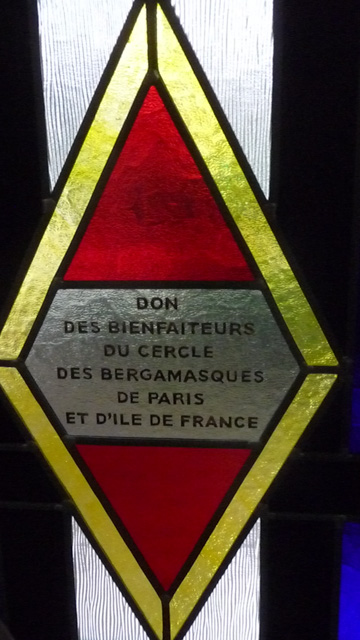 DON
DES BIENFAITEURS
DU CERCLE
DES BERGAMASQUES
DE PARIS
ET D'ILE DE FRANCE